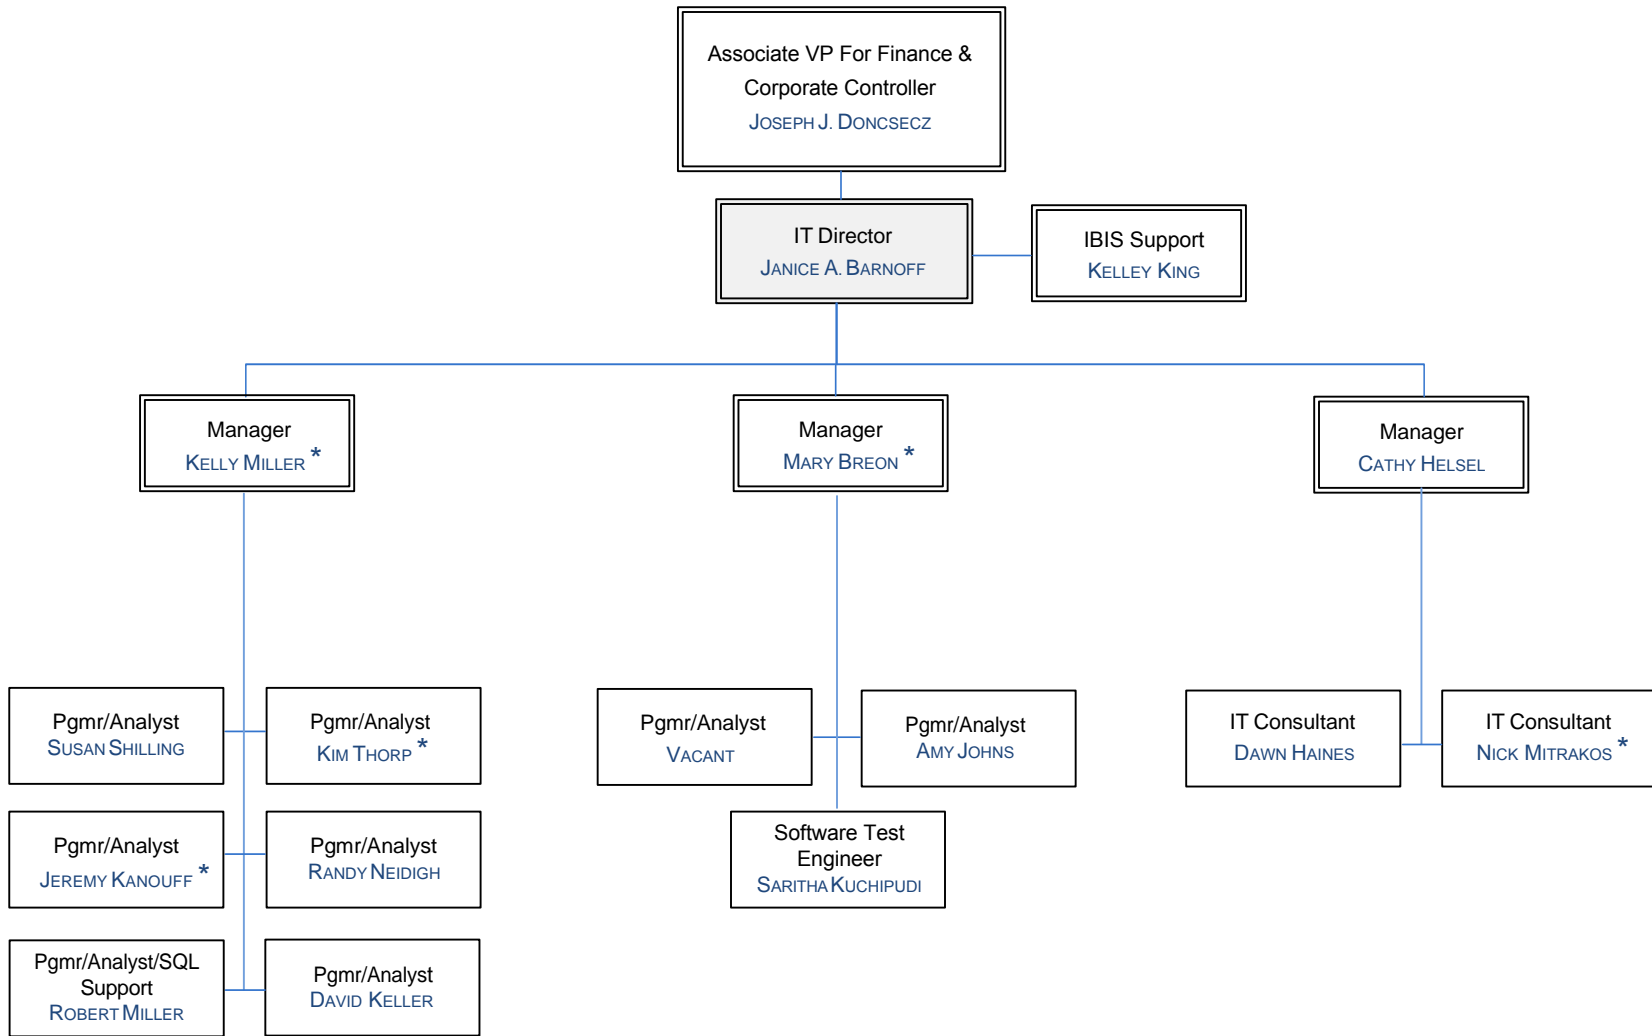 Associate VP For Finance &
Corporate Controller
JOSEPH J. DONCSECZ
IT Director
JANICE A. BARNOFF
IBIS Support
KELLEY KING
Manager
KELLY MILLER *
Manager
MARY BREON *
Manager
CATHY HELSEL
Pgmr/Analyst
SUSAN SHILLING
Pgmr/Analyst
KIM THORP *
Pgmr/Analyst
VACANT
Pgmr/Analyst
AMY JOHNS
IT Consultant
DAWN HAINES
IT Consultant
NICK MITRAKOS *
Pgmr/Analyst
JEREMY KANOUFF *
Pgmr/Analyst
RANDY NEIDIGH
Software Test
Engineer
SARITHA KUCHIPUDI
Pgmr/Analyst/SQL
Support
ROBERT MILLER
Pgmr/Analyst
DAVID KELLER